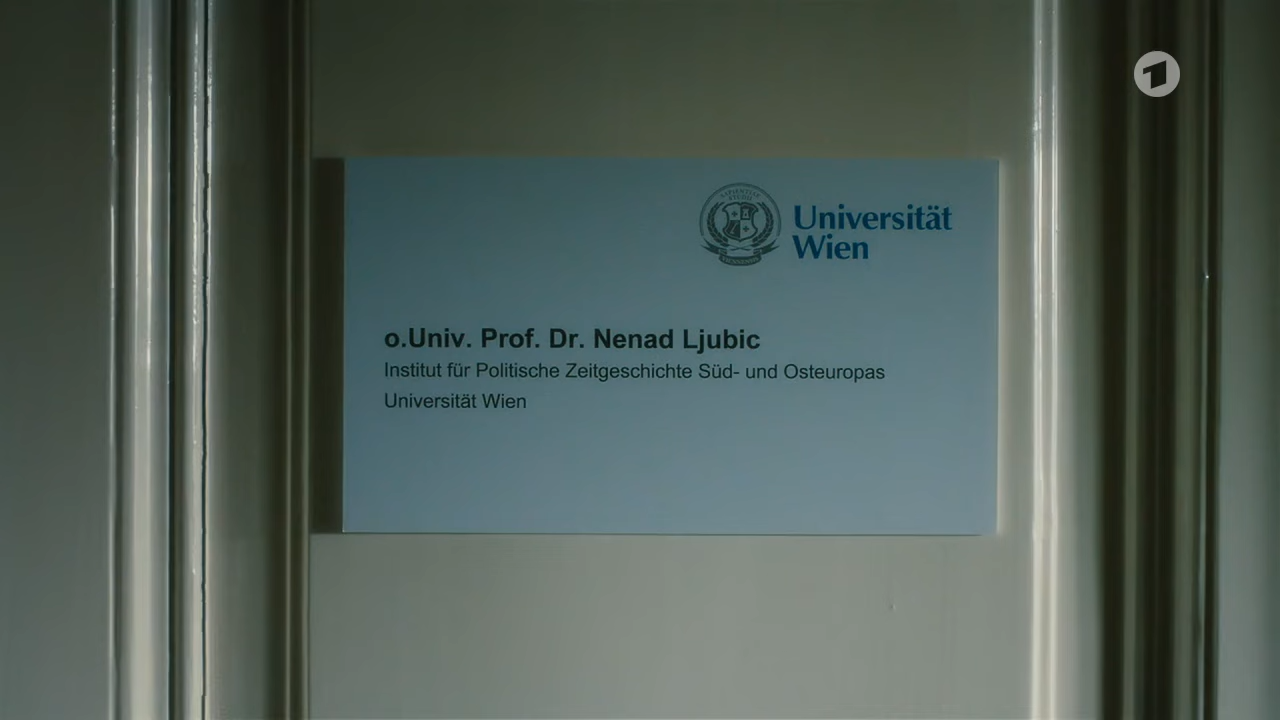 Universität
Wien
o.Univ. Prof. Dr. Nenad Ljubic
Institut für Politische Zeitgeschichte Süd- und Osteuropas
Universität Wien